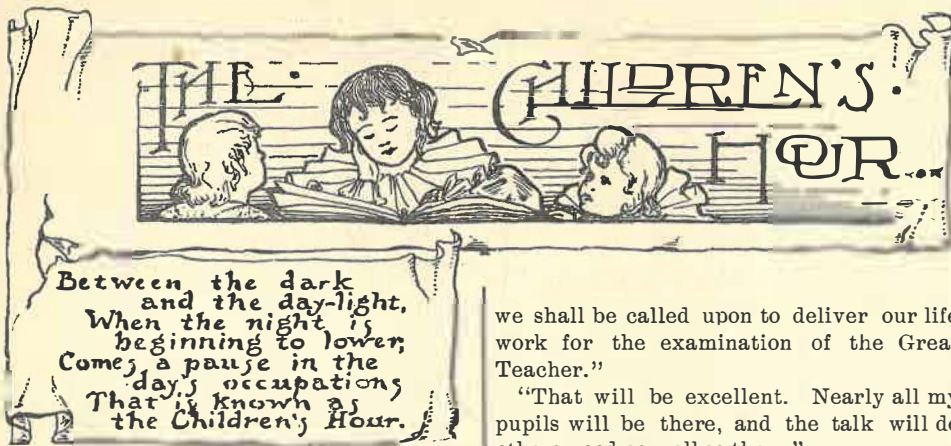 THE CHILDREN'S
HOUR
Between the dark
and the day-light,
When the night is
beginning to lower,
Comes a pause in the
day's occupations
That is known as
the Children's Hour.
we shall be called upon to deliver our life
work for the examination of the Grea
Teacher."
"That will be excellent. Nearly all my
pupils will be there, and the talk will d